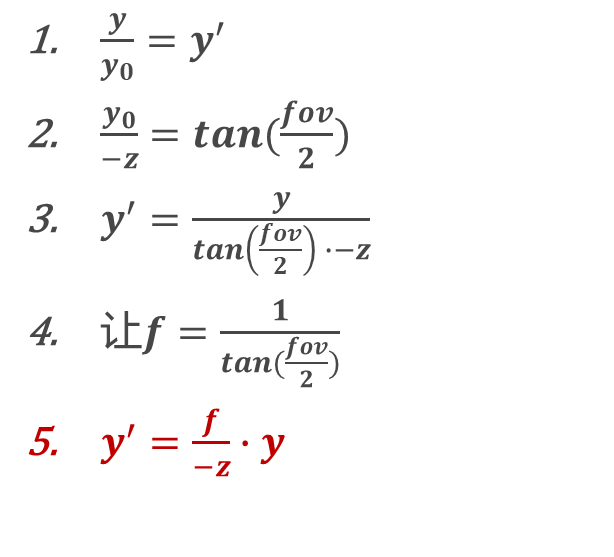 1. y/y₀ = y′
2. y₀/−z = tan(fov/2)
3. y′ = y/(tan(fov/2) · −z)
4. 让f = 1/tan(fov/2)
5. y′ = f/−z · y